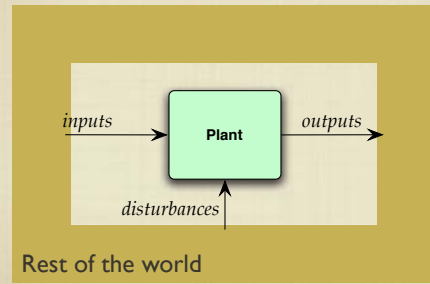 inputs
Plant
outputs
disturbances
Rest of the world